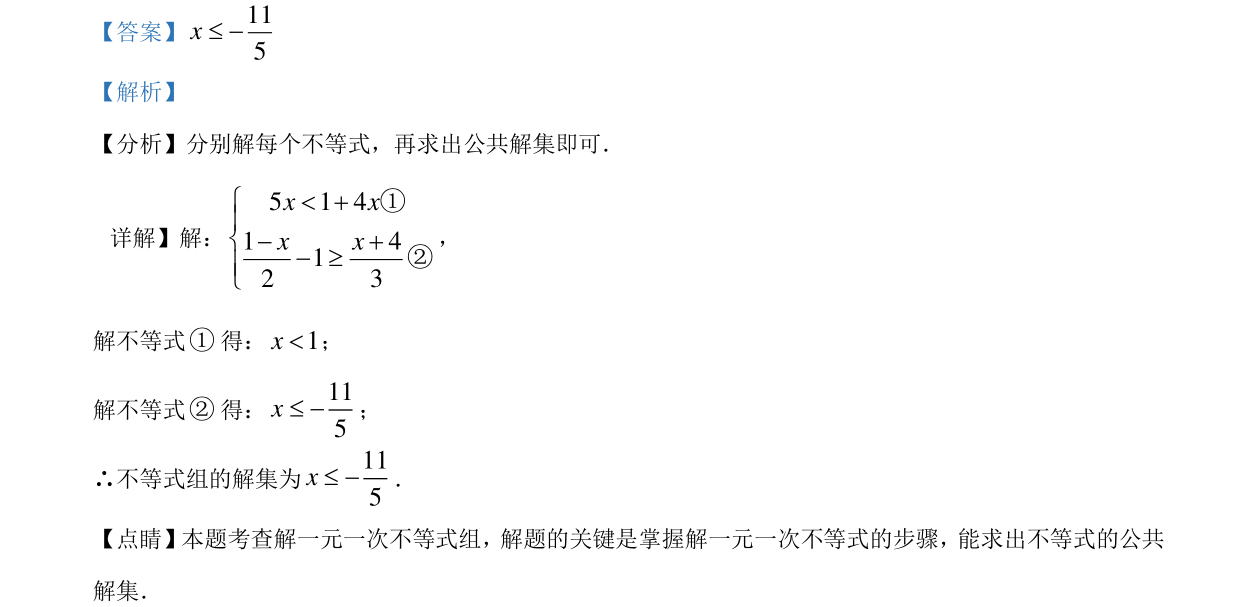 【答案】x≤-11/5
【解析】
【分析】分别解每个不等式，再求出公共解集即可．
详解】解：{5x<1+4x① (1-x)/2-1≥(x+4)/3②，
解不等式①得：x<1；
解不等式②得：x≤-11/5；
∴不等式组的解集为x≤-11/5．
【点睛】本题考查解一元一次不等式组，解题的关键是掌握解一元一次不等式的步骤，能求出不等式的公共
解集．